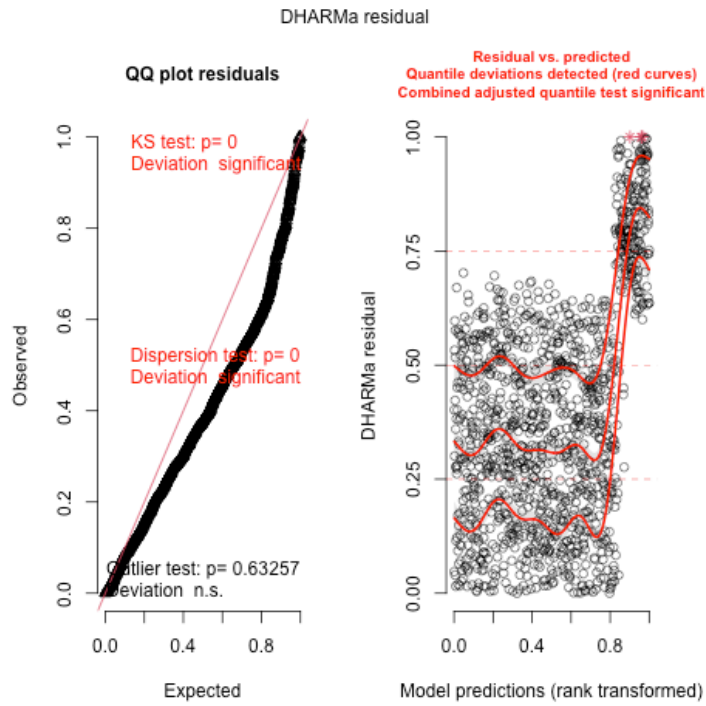 DHARMa residual
QQ plot residuals
KS test: p= 0
Deviation significant
Dispersion test: p= 0
Deviation significant
Outlier test: p= 0.63257
Deviation n.s.
Observed
0.0
0.2
0.4
0.6
0.8
1.0
0.0
0.4
0.8
Expected
Residual vs. predicted
Quantile deviations detected (red curves)
Combined adjusted quantile test significant
DHARMa residual
0.00
0.25
0.50
0.75
1.00
0.0
0.4
0.8
Model predictions (rank transformed)